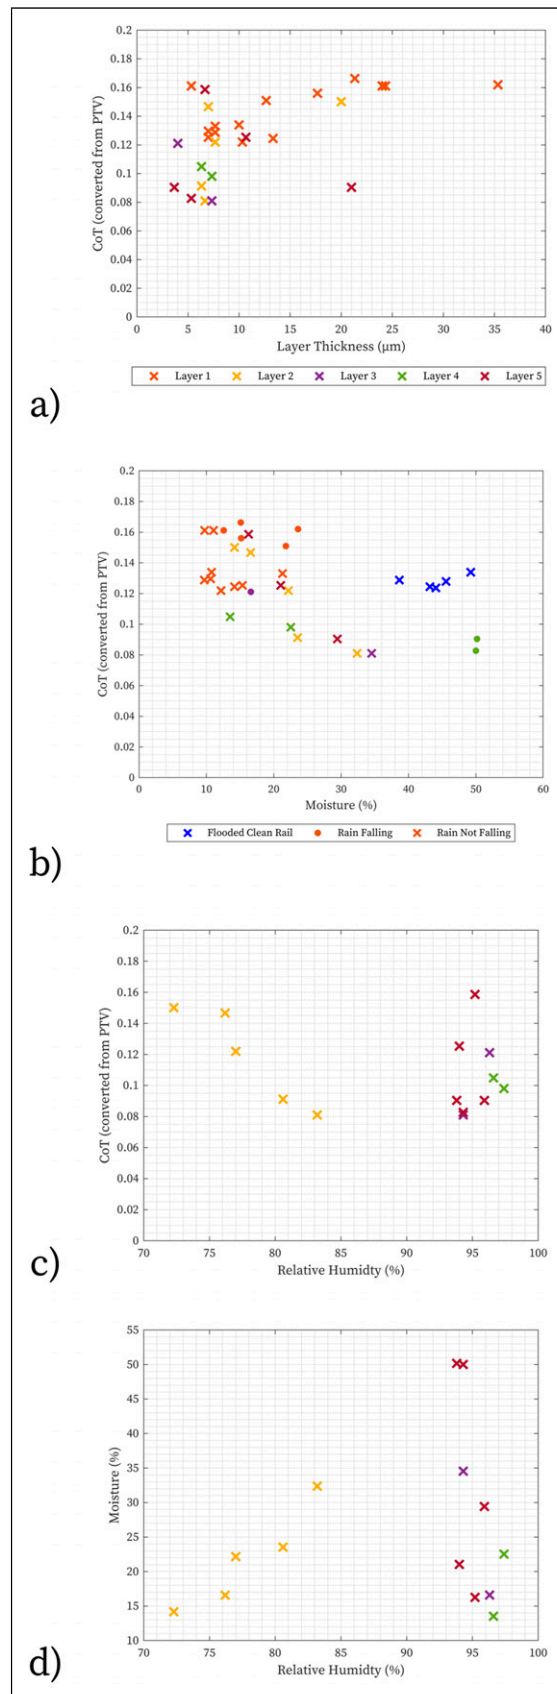 CoT (converted from PTV)
0.2
0.18
0.16
0.14
0.12
0.1
0.08
0.06
0.04
0.02
0
0 5 10 15 20 25 30 35 40
Layer Thickness (μm)
Layer 1 Layer 2 Layer 3 Layer 4 Layer 5
a)
CoT (converted from PTV)
0.2
0.18
0.16
0.14
0.12
0.1
0.08
0.06
0.04
0.02
0
0 10 20 30 40 50 60
Moisture (%)
Flooded Clean Rail Rain Falling Rain Not Falling
b)
CoT (converted from PTV)
0.2
0.16
0.14
0.12
0.1
0.08
0.06
0.04
0.02
0
70 75 80 85 90 95 100
Relative Humidty (%)
c)
Moisture (%)
55
50
45
40
35
30
25
20
15
10
70 75 80 85 90 95 100
Relative Humidty (%)
d)